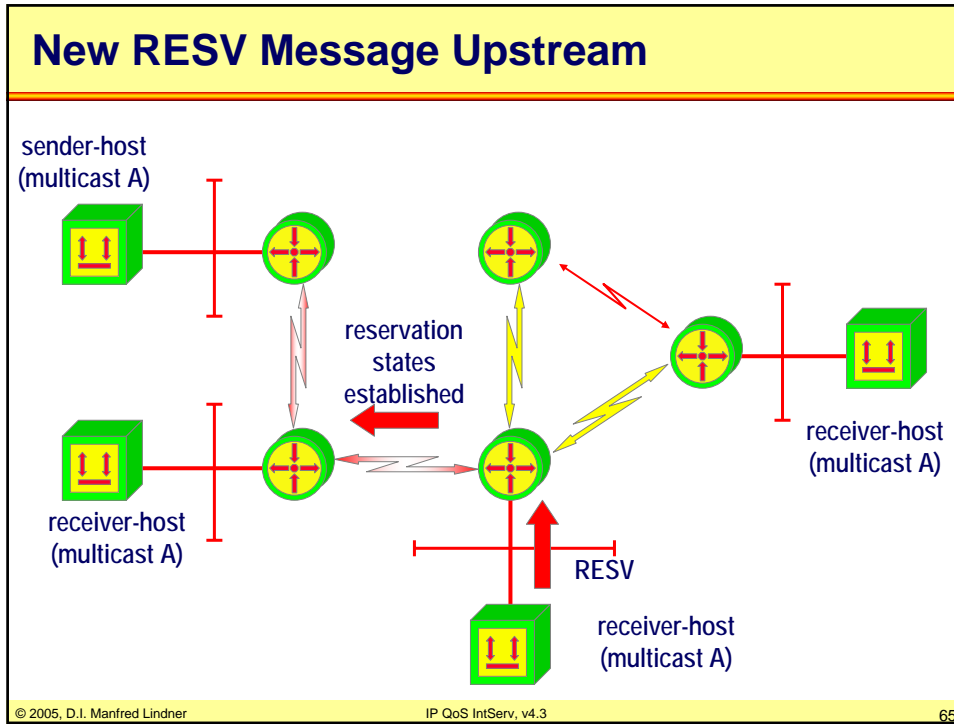 New RESV Message Upstream
sender-host
(multicast A)
reservation
states
established
receiver-host
(multicast A)
receiver-host
(multicast A)
RESV
receiver-host
(multicast A)
© 2005, D.I. Manfred Lindner
IP QoS IntServ, v4.3
65